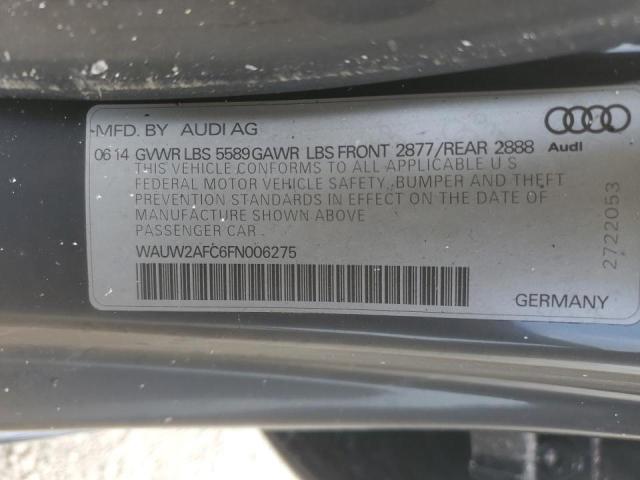 MFD. BY AUDI AG
Audi
0614 GVWR LBS 5589 GAWR LBS FRONT 2877/REAR 2888
THIS VEHICLE CONFORMS TO ALL APPLICABLE U S
FEDERAL MOTOR VEHICLE SAFETY, BUMPER AND THEFT
PREVENTION STANDARDS IN EFFECT ON THE DATE OF
MANUFACTURE SHOWN ABOVE
PASSENGER CAR
WAUW2AFC6FN006275
GERMANY
2722053